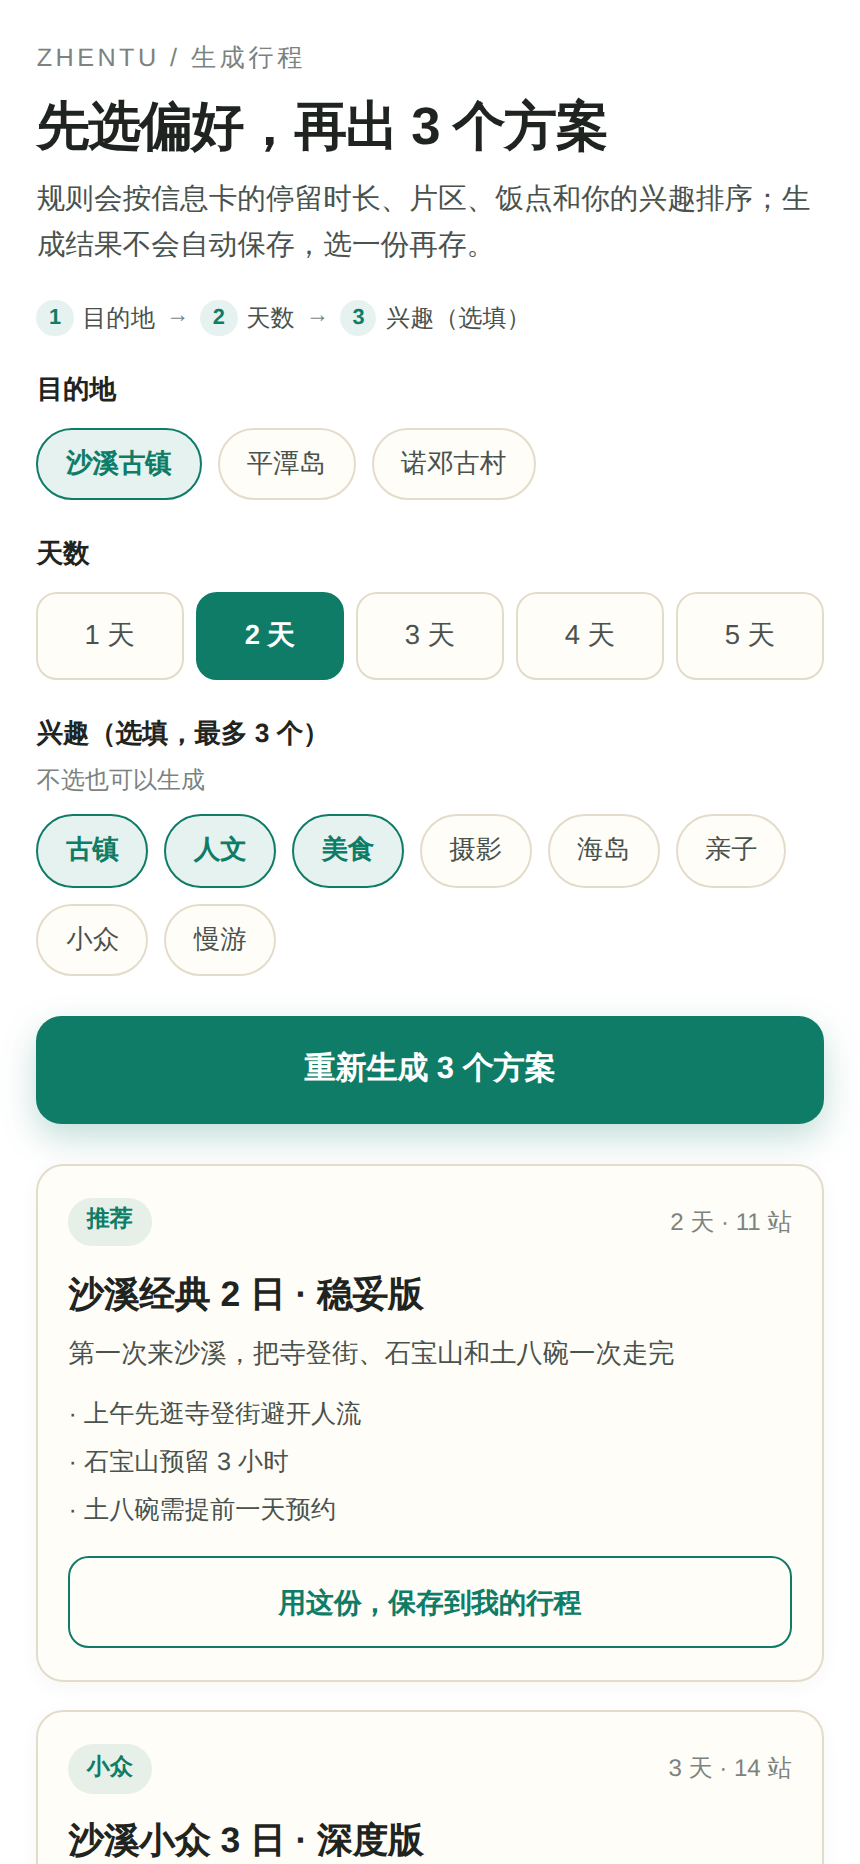 ZHENTU / 生成行程
先选偏好，再出 3 个方案
规则会按信息卡的停留时长、片区、饭点和你的兴趣排序；生
成结果不会自动保存，选一份再存。
1 目的地 → 2 天数 → 3 兴趣（选填）
目的地
沙溪古镇 平潭岛 诺邓古村
天数
1 天 2 天 3 天 4 天 5 天
兴趣（选填，最多 3 个）
不选也可以生成
古镇 人文 美食 摄影 海岛 亲子
小众 慢游
重新生成 3 个方案
推荐 2 天 · 11 站
沙溪经典 2 日 · 稳妥版
第一次来沙溪，把寺登街、石宝山和土八碗一次走完
· 上午先逛寺登街避开人流
· 石宝山预留 3 小时
· 土八碗需提前一天预约
用这份，保存到我的行程
小众 3 天 · 14 站
沙溪小众 3 日 · 深度版